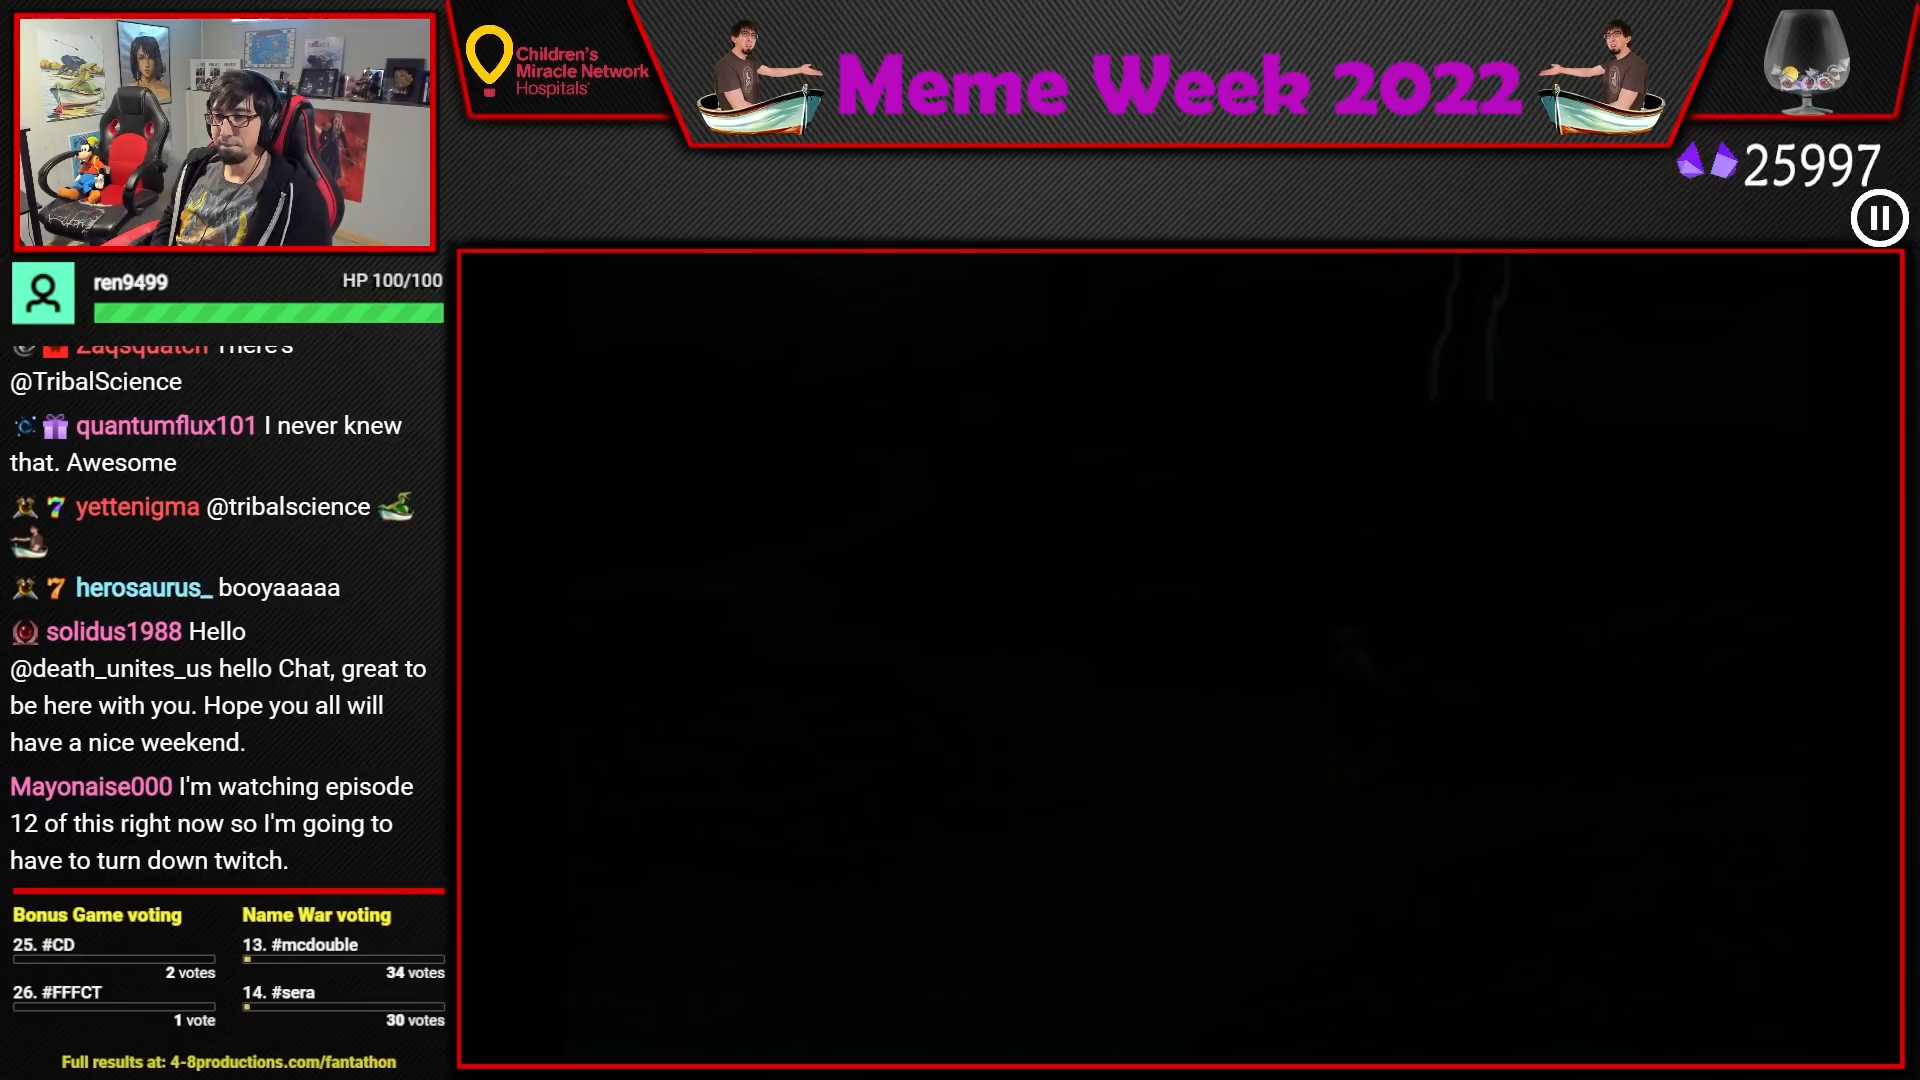 Children's
Miracle Network
Hospitals
Meme Week 2022
25997
ren9499
HP 100/100
Zaqsquatch There's
@TribalScience
quantumflux101 I never knew
that. Awesome
7 yettenigma @tribalscience
7 herosaurus_ booyaaaaa
solidus1988 Hello
@death_unites_us hello Chat, great to
be here with you. Hope you all will
have a nice weekend.
Mayonaise000 I'm watching episode
12 of this right now so I'm going to
have to turn down twitch.
Bonus Game voting
25. #CD
2 votes
26. #FFFCT
1 vote
Name War voting
13. #mcdouble
34 votes
14. #sera
30 votes
Full results at: 4-8productions.com/fantathon